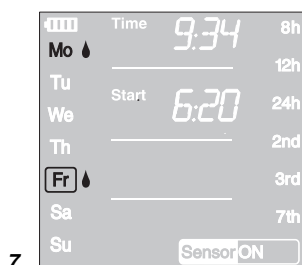 Time 9:34 8h
Mo
12h
Tu
Start 6:20 24h
We
2nd
Th
Fr 3rd
Sa 7th
Su Sensor ON
7